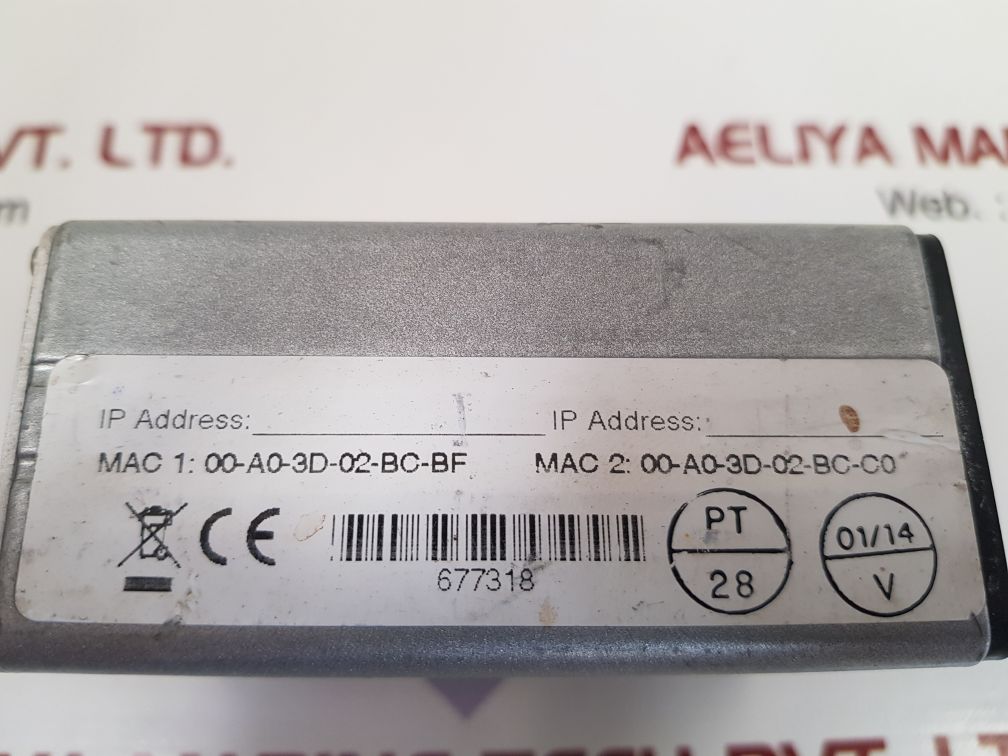 VT. LTD.
AELIYA MA
m
Web. :
IP Address:
IP Address:
MAC 1: 00-A0-3D-02-BC-BF
MAC 2: 00-A0-3D-02-BC-C0
CE
677318
PT
28
01/14
V